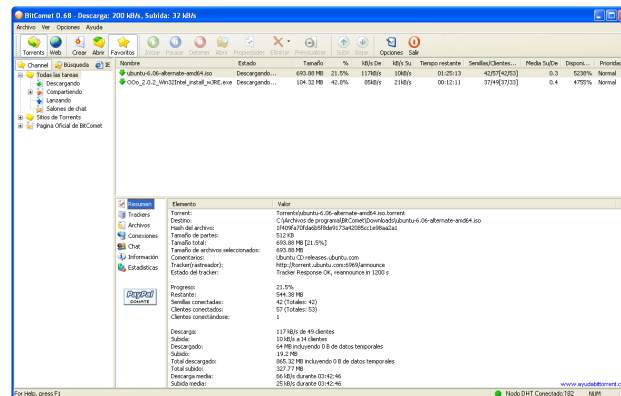 BitComet 0.68 - Descarga: 200 kB/s, Subida: 32 kB/s
Archivo Ver Opciones Ayuda
Torrents Web Crear Abrir Favoritos Iniciar Pausar Detener Abrir Propiedades Eliminar Previsualizar Subir Bajar Opciones Salir
Channel Búsqueda IE
Nombre Estado Tamaño % kB/s De kB/s Su Tiempo restante Semillas/Clientes... Media Su/De Disponi... Prioridad
ubuntu-6.06-alternate-amd64.iso Descargando... 693.88 MB 21.5% 117kB/s 10kB/s 01:25:13 42/57[42/53] 0.3 5238% Normal
OOo_2.0.2_Win32Intel_install_wJRE.exe Descargando... 104.32 MB 42.8% 85kB/s 21kB/s 00:12:11 37/49[37/33] 0.4 4755% Normal
Todas las tareas
Descargando
Compartiendo
Lanzando
Salones de chat
Sitios de Torrents
Pagina Oficial de BitComet
Resumen
Trackers
Archivos
Conexiones
Chat
Información
Estadísticas
PayPal
DONATE
Elemento Valor
Torrent: Torrents\ubuntu-6.06-alternate-amd64.iso.torrent
Destino: C:\Archivos de programa\BitComet\Downloads\ubuntu-6.06-alternate-amd64.iso
Hash del archivo: 1f409fa70fda6b5f8de9173a42085cc1e98aa2a1
Tamaño de partes: 512 KB
Tamaño total: 693.88 MB [21.5%]
Tamaño de archivos seleccionados: 693.88 MB
Comentarios: Ubuntu CD releases.ubuntu.com
Tracker(rastreador): http://torrent.ubuntu.com:6969/announce
Estado del tracker: Tracker Response OK, reannounce in 1200 s
Progreso: 21.5%
Restante: 544.38 MB
Semillas conectadas: 42 (Totales: 42)
Clientes conectados: 57 (Totales: 53)
Clientes conectándose: 1
Descarga: 117 kB/s de 49 clientes
Subida: 10 kB/s a 14 clientes
Descargado: 64 MB incluyendo 0 B de datos temporales
Subido: 19.2 MB
Total descargado: 865.32 MB incluyendo 0 B de datos temporales
Total subido: 327.77 MB
Descarga media: 66 kB/s durante 03:42:46
Subida media: 25 kB/s durante 03:42:46
www.ayudabittorrent.c
For Help, press F1 Nodo DHT Conectado:182 NUM